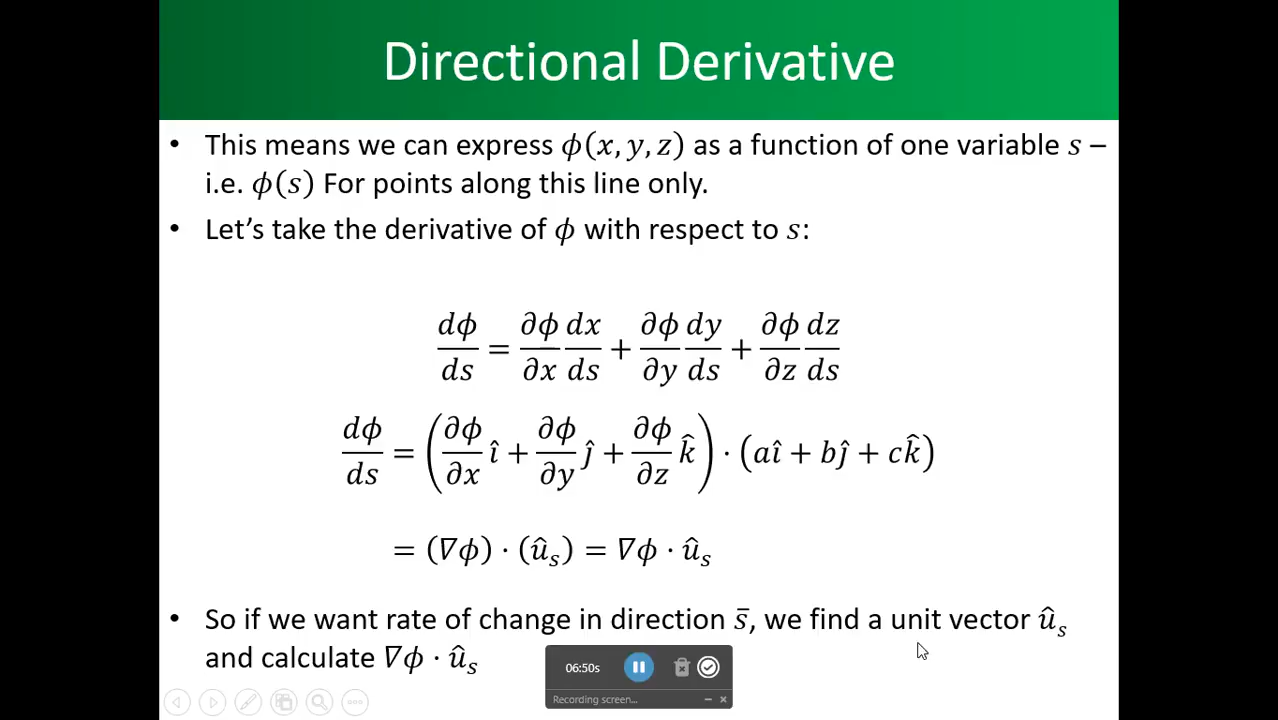 Directional Derivative
• This means we can express ϕ(x, y, z) as a function of one variable s –
i.e. ϕ(s) For points along this line only.
• Let’s take the derivative of ϕ with respect to s:
dϕ/ds = ∂ϕ/∂x dx/ds + ∂ϕ/∂y dy/ds + ∂ϕ/∂z dz/ds
dϕ/ds = (∂ϕ/∂x î + ∂ϕ/∂y ĵ + ∂ϕ/∂z k̂) · (aî + bĵ + ck̂)
= (∇ϕ) · (û_s) = ∇ϕ · û_s
• So if we want rate of change in direction s̄, we find a unit vector û_s
and calculate ∇ϕ · û_s
06:50s
Recording screen...